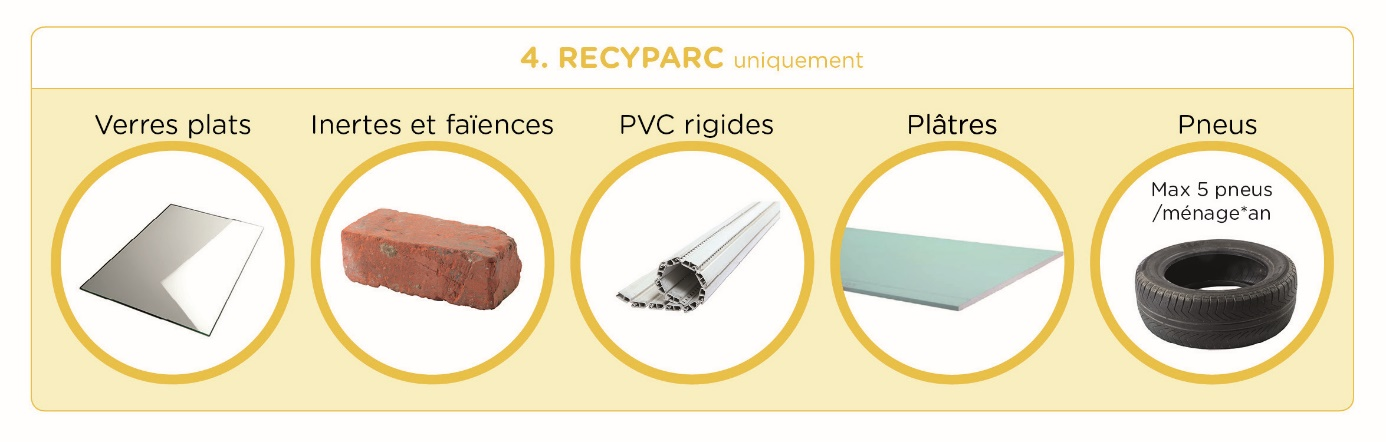 4. RECYPARC uniquement
Verres plats
Inertes et faïences
PVC rigides
Plâtres
Pneus
Max 5 pneus
/ménage*an